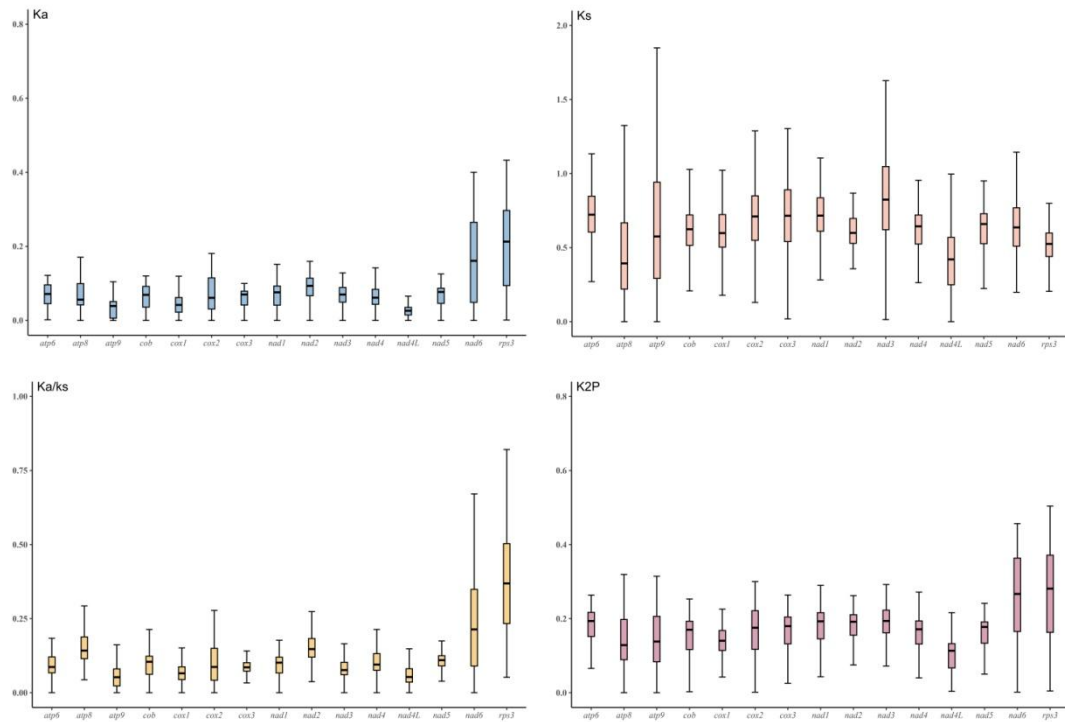 Ka
0.8
0.6
0.4
0.2
0.0
atp6 atp8 atp9 cob cox1 cox2 cox3 nad1 nad2 nad3 nad4 nad4L nad5 nad6 rpx3
Ks
2.0
1.5
1.0
0.5
0.0
atp6 atp8 atp9 cob cox1 cox2 cox3 nad1 nad2 nad3 nad4 nad4L nad5 nad6 rpx3
Ka/ks
1.00
0.75
0.50
0.25
0.00
atp6 atp8 atp9 cob cox1 cox2 cox3 nad1 nad2 nad3 nad4 nad4L nad5 nad6 rpx3
K2P
0.8
0.6
0.4
0.2
0.0
atp6 atp8 atp9 cob cox1 cox2 cox3 nad1 nad2 nad3 nad4 nad4L nad5 nad6 rpx3